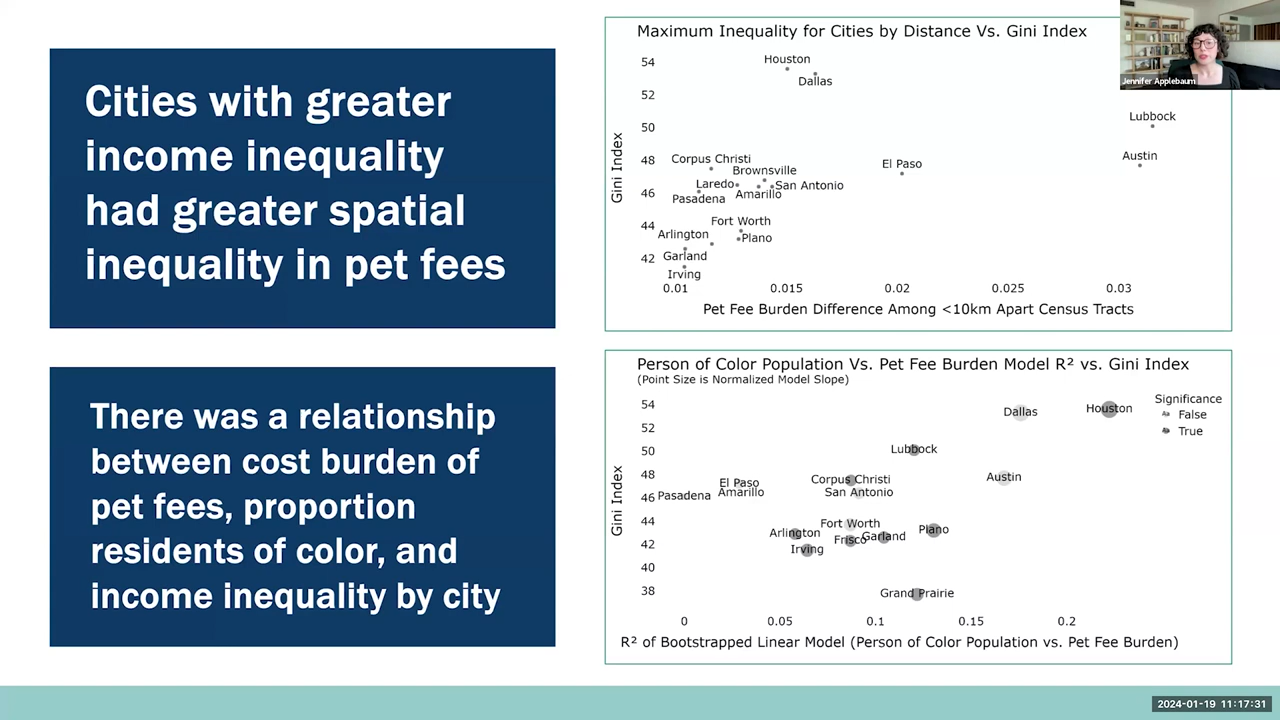 Cities with greater
income inequality
had greater spatial
inequality in pet fees
There was a relationship
between cost burden of
pet fees, proportion
residents of color, and
income inequality by city
Maximum Inequality for Cities by Distance Vs. Gini Index
Gini Index
54
52
50
48
46
44
42
Houston
Dallas
Lubbock
Austin
El Paso
Corpus Christi
Brownsville
Laredo
San Antonio
Amarillo
Pasadena
Fort Worth
Arlington
Plano
Garland
Irving
0.01
0.015
0.02
0.025
0.03
Pet Fee Burden Difference Among <10km Apart Census Tracts
Jennifer Applebaum
Person of Color Population Vs. Pet Fee Burden Model R² vs. Gini Index
(Point Size is Normalized Model Slope)
Gini Index
54
52
50
48
46
44
42
40
38
Dallas
Houston
Lubbock
Austin
El Paso
Corpus Christi
Pasadena
Amarillo
San Antonio
Fort Worth
Arlington
Plano
Frisco
Garland
Irving
Grand Prairie
Significance
False
True
0
0.05
0.1
0.15
0.2
R² of Bootstrapped Linear Model (Person of Color Population vs. Pet Fee Burden)
2024-01-19 11:17:31